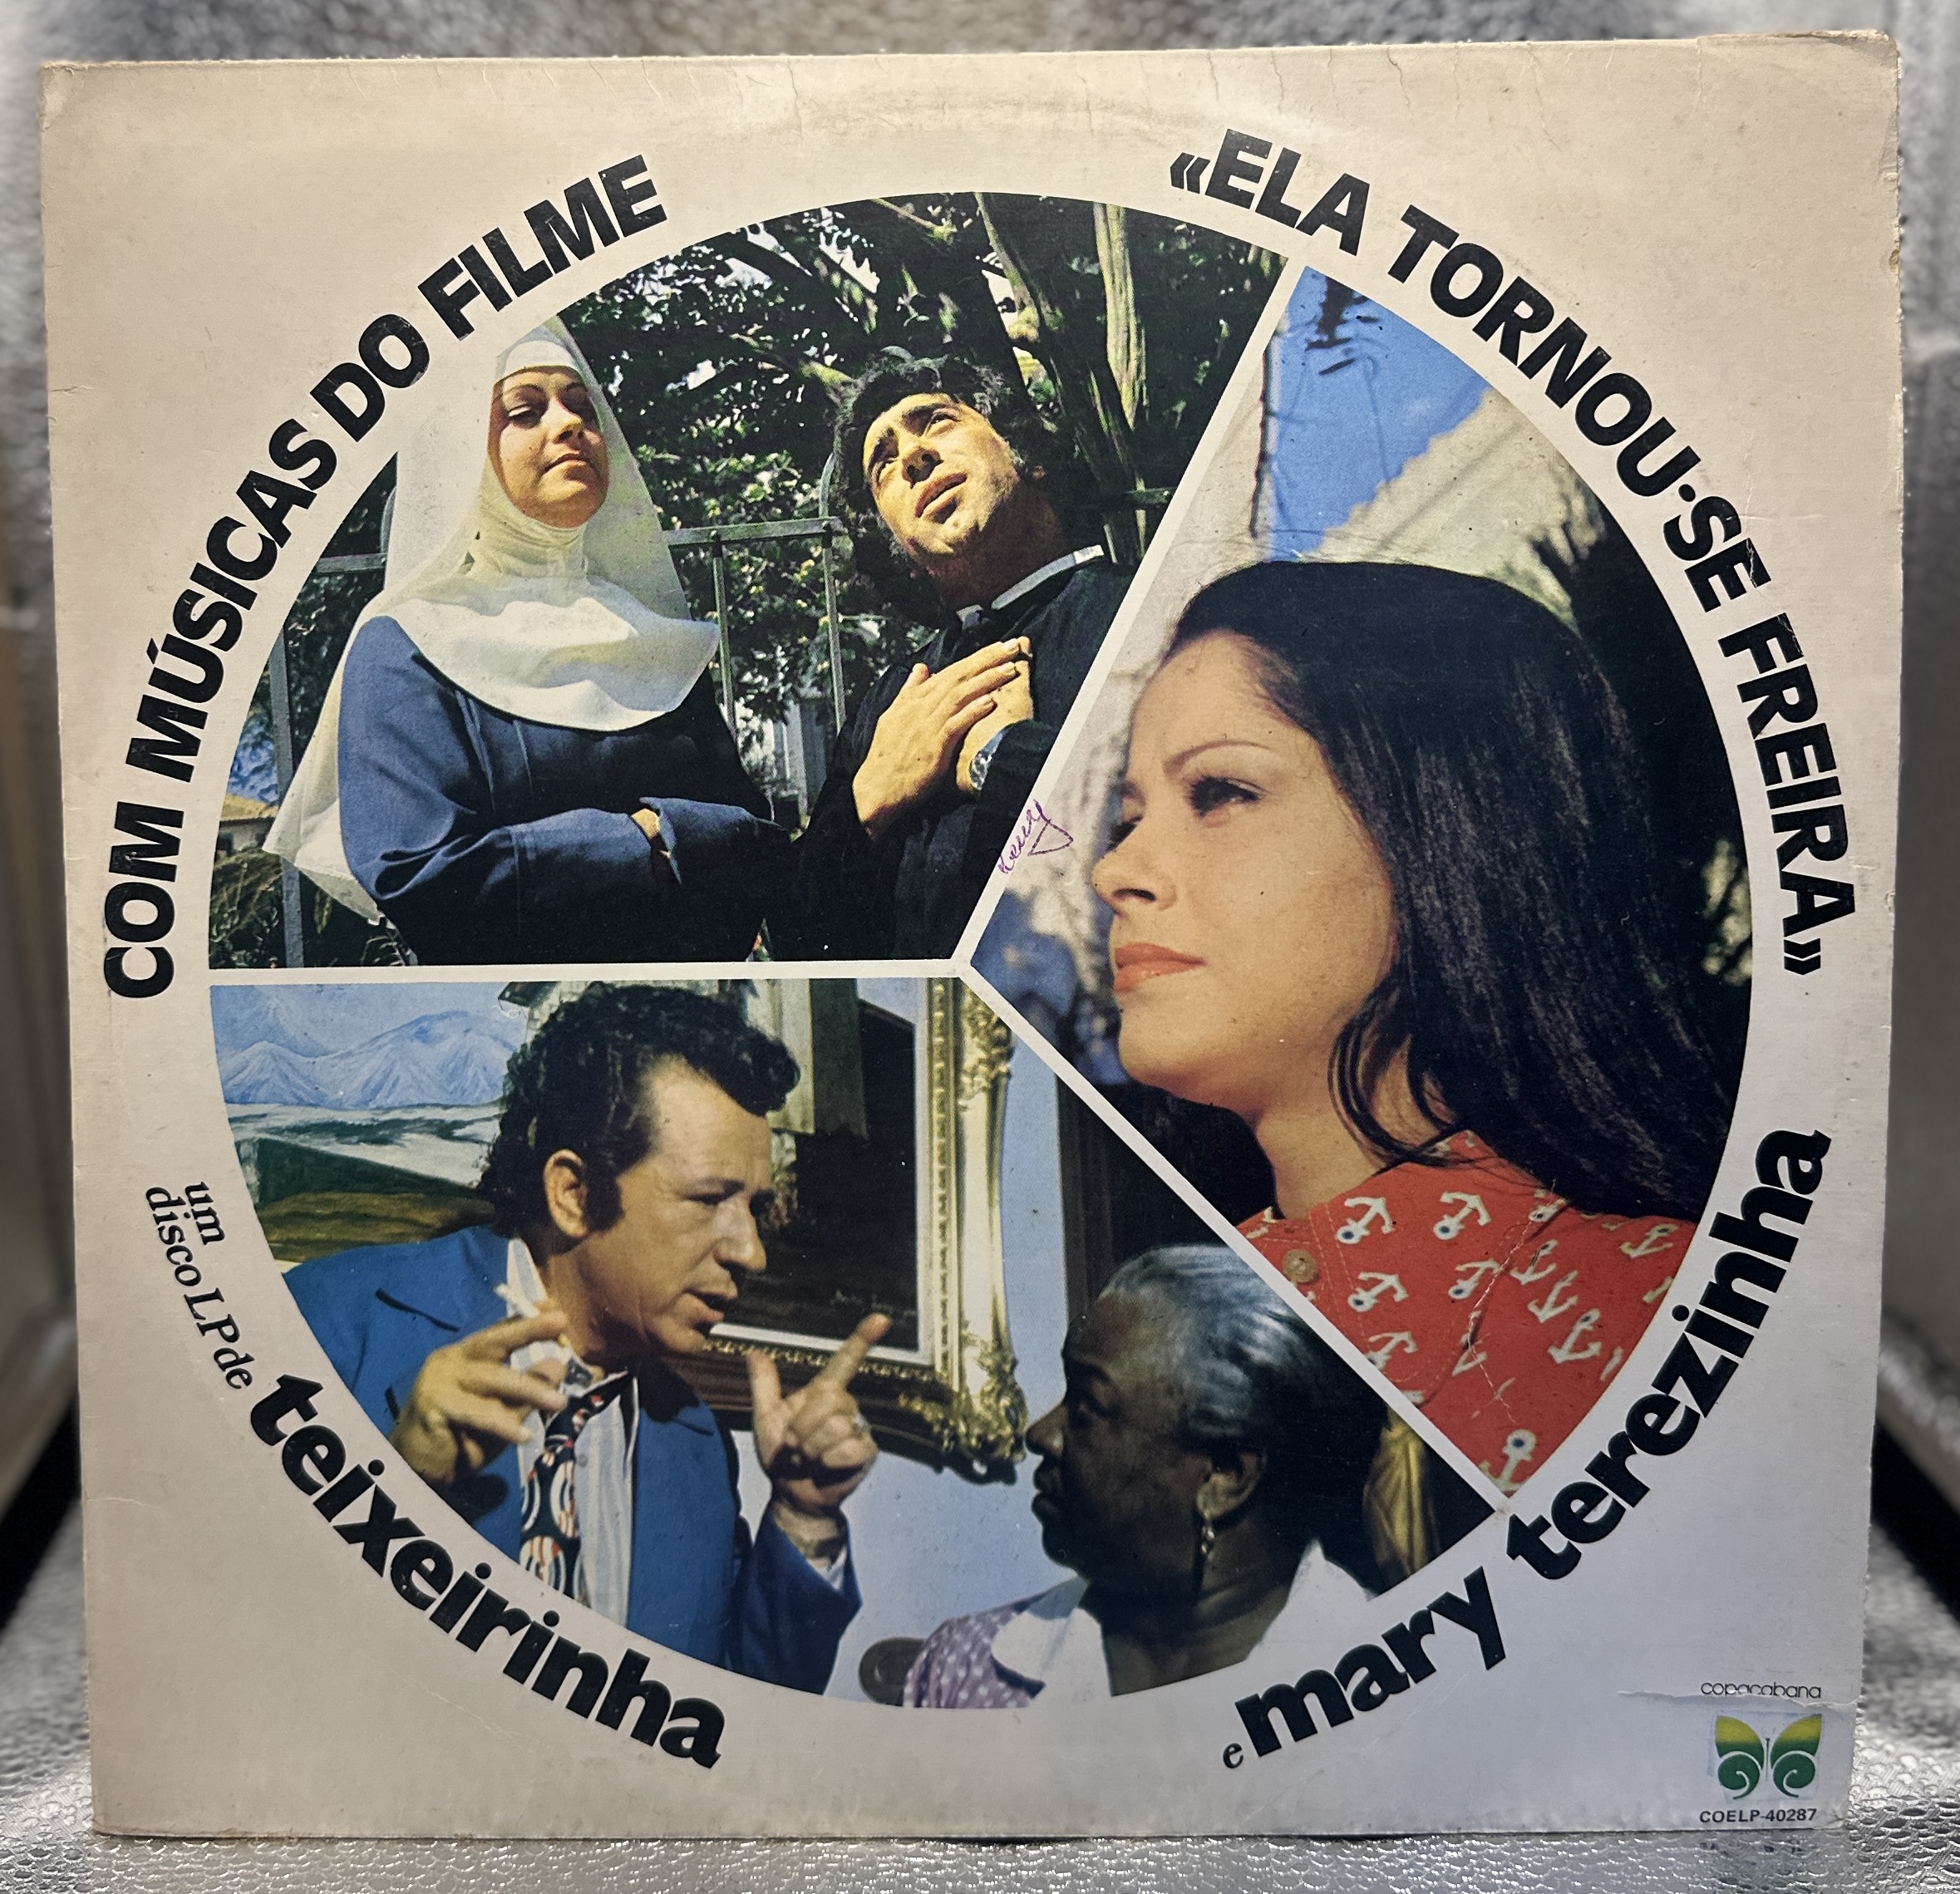 COM MÚSICAS DO FILME
«ELA TORNOU-SE FREIRA»
um
disco LP de
teixeirinha
e mary terezinha
copacabana
COELP-40287